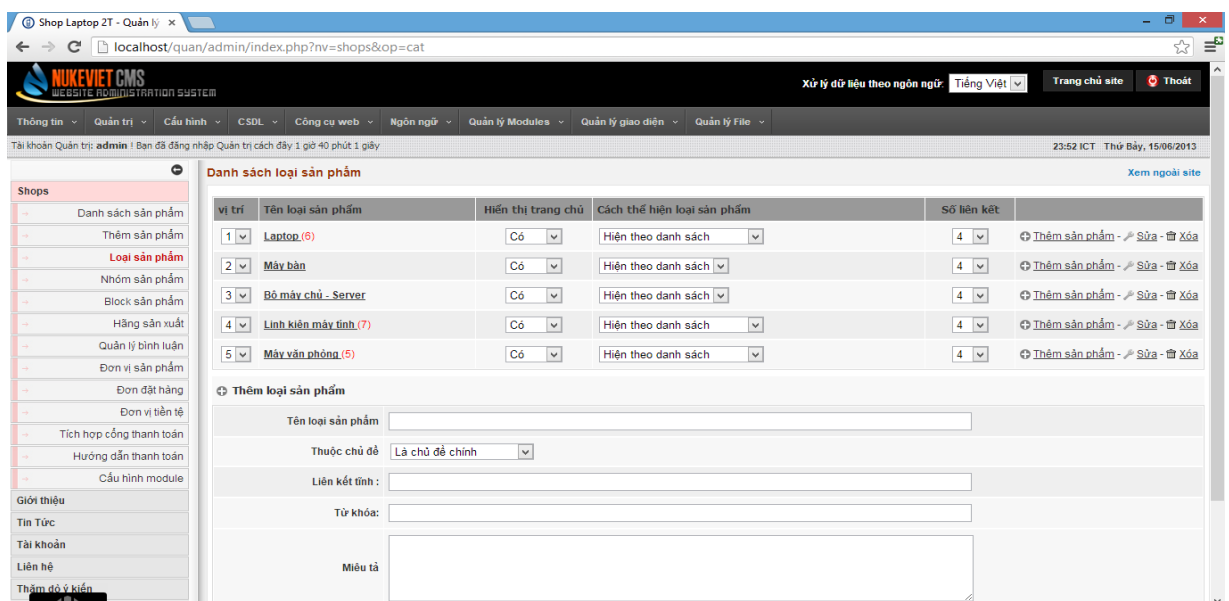 Shop Laptop 2T - Quản lý
localhost/quan/admin/index.php?nv=shops&op=cat
NUKEVIET CMS
WEBSITE ADMINISTRATION SYSTEM
Xử lý dữ liệu theo ngôn ngữ: Tiếng Việt
Trang chủ site
Thoát
Thông tin Quản trị Cấu hình CSDL Công cụ web Ngôn ngữ Quản lý Modules Quản lý giao diện Quản lý File
Tài khoản Quản trị: admin ! Bạn đã đăng nhập Quản trị cách đây 1 giờ 40 phút 1 giây
23:52 ICT Thứ Bảy, 15/06/2013
Shops
Danh sách sản phẩm
Thêm sản phẩm
Loại sản phẩm
Nhóm sản phẩm
Block sản phẩm
Hãng sản xuất
Quản lý bình luận
Đơn vị sản phẩm
Đơn đặt hàng
Đơn vị tiền tệ
Tích hợp cổng thanh toán
Hướng dẫn thanh toán
Cấu hình module
Giới thiệu
Tin Tức
Tài khoản
Liên hệ
Thăm dò ý kiến
Danh sách loại sản phẩm
Xem ngoài site
vị trí Tên loại sản phẩm Hiển thị trang chủ Cách thể hiện loại sản phẩm Số liên kết
1 Laptop (6) Có Hiện theo danh sách 4 Thêm sản phẩm - Sửa - Xóa
2 Máy bàn Có Hiện theo danh sách 4 Thêm sản phẩm - Sửa - Xóa
3 Bộ máy chủ - Server Có Hiện theo danh sách 4 Thêm sản phẩm - Sửa - Xóa
4 Linh kiện máy tính (7) Có Hiện theo danh sách 4 Thêm sản phẩm - Sửa - Xóa
5 Máy văn phòng (5) Có Hiện theo danh sách 4 Thêm sản phẩm - Sửa - Xóa
Thêm loại sản phẩm
Tên loại sản phẩm
Thuộc chủ đề Là chủ đề chính
Liên kết tĩnh :
Từ khóa:
Miêu tả